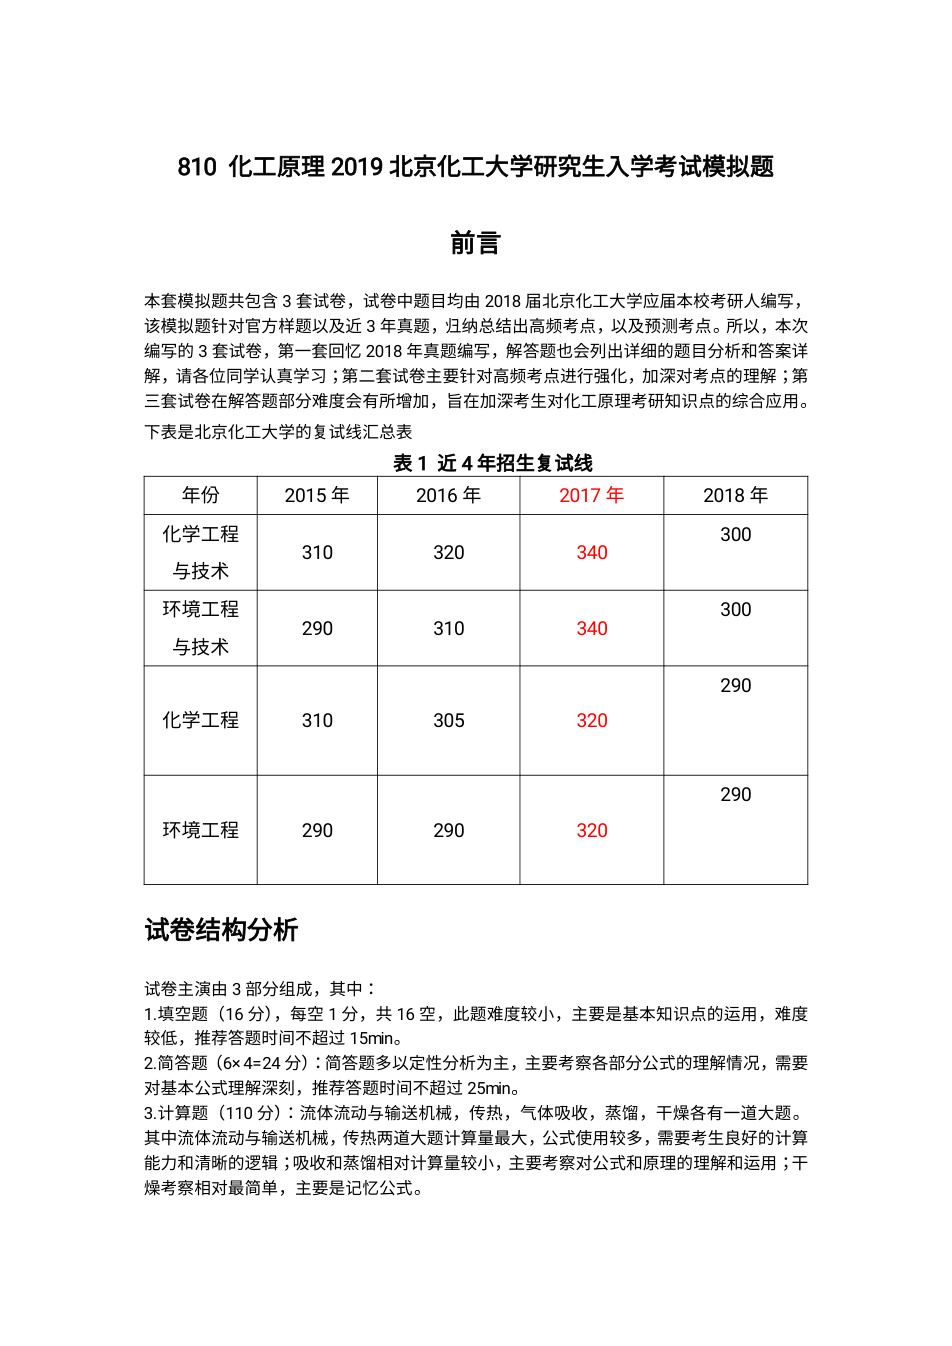 810 化工原理 2019 北京化工大学研究生入学考试模拟题
前言
本套模拟题共包含 3 套试卷，试卷中题目均由 2018 届北京化工大学应届本校考研人编写，
该模拟题针对官方样题以及近 3 年真题，归纳总结出高频考点，以及预测考点。所以，本次
编写的 3 套试卷，第一套回忆 2018 年真题编写，解答题也会列出详细的题目分析和答案详
解，请各位同学认真学习；第二套试卷主要针对高频考点进行强化，加深对考点的理解；第
三套试卷在解答题部分难度会有所增加，旨在加深考生对化工原理考研知识点的综合应用。
下表是北京化工大学的复试线汇总表
表 1 近 4 年招生复试线
年份 2015 年 2016 年 2017 年 2018 年
化学工程
与技术 310 320 340 300
环境工程
与技术 290 310 340 300
化学工程 310 305 320 290
环境工程 290 290 320 290
试卷结构分析
试卷主演由 3 部分组成，其中：
1.填空题（16 分），每空 1 分，共 16 空，此题难度较小，主要是基本知识点的运用，难度
较低，推荐答题时间不超过 15min。
2.简答题（6×4=24 分）：简答题多以定性分析为主，主要考察各部分公式的理解情况，需要
对基本公式理解深刻，推荐答题时间不超过 25min。
3.计算题（110 分）：流体流动与输送机械，传热，气体吸收，蒸馏，干燥各有一道大题。
其中流体流动与输送机械，传热两道大题计算量最大，公式使用较多，需要考生良好的计算
能力和清晰的逻辑；吸收和蒸馏相对计算量较小，主要考察对公式和原理的理解和运用；干
燥考察相对最简单，主要是记忆公式。